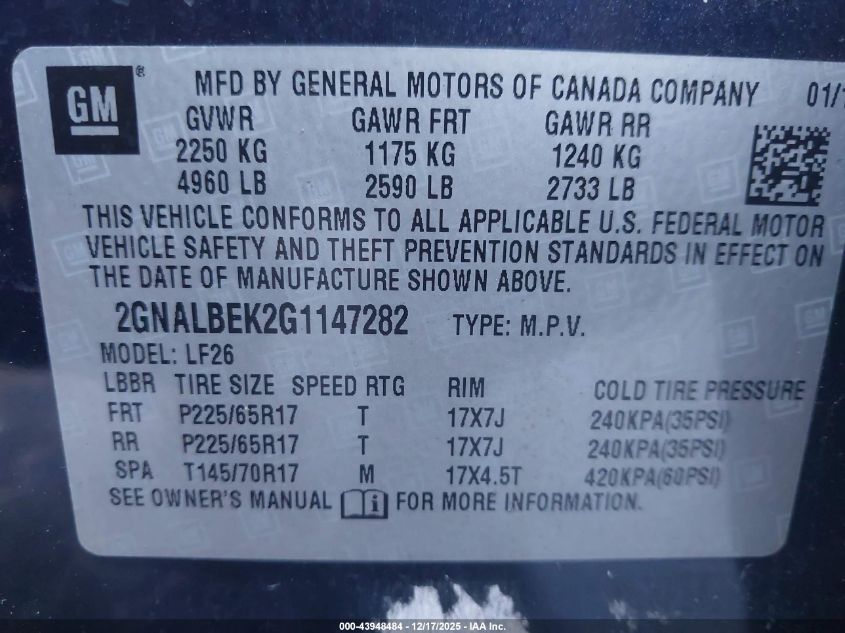 GM ® MFD BY GENERAL MOTORS OF CANADA COMPANY 01/1
GVWR GAWR FRT GAWR RR
2250 KG 1175 KG 1240 KG
4960 LB 2590 LB 2733 LB
THIS VEHICLE CONFORMS TO ALL APPLICABLE U.S. FEDERAL MOTOR
VEHICLE SAFETY AND THEFT PREVENTION STANDARDS IN EFFECT ON
THE DATE OF MANUFACTURE SHOWN ABOVE.
2GNALBEK2G1147282 TYPE: M.P.V.
MODEL: LF26
LBBR TIRE SIZE SPEED RTG RIM COLD TIRE PRESSURE
FRT P225/65R17 T 17X7J 240KPA(35PSI)
RR P225/65R17 T 17X7J 240KPA(35PSI)
SPA T145/70R17 M 17X4.5T 420KPA(60PSI)
SEE OWNER'S MANUAL i FOR MORE INFORMATION.
000-43948484 - 12/17/2025 - IAA Inc.